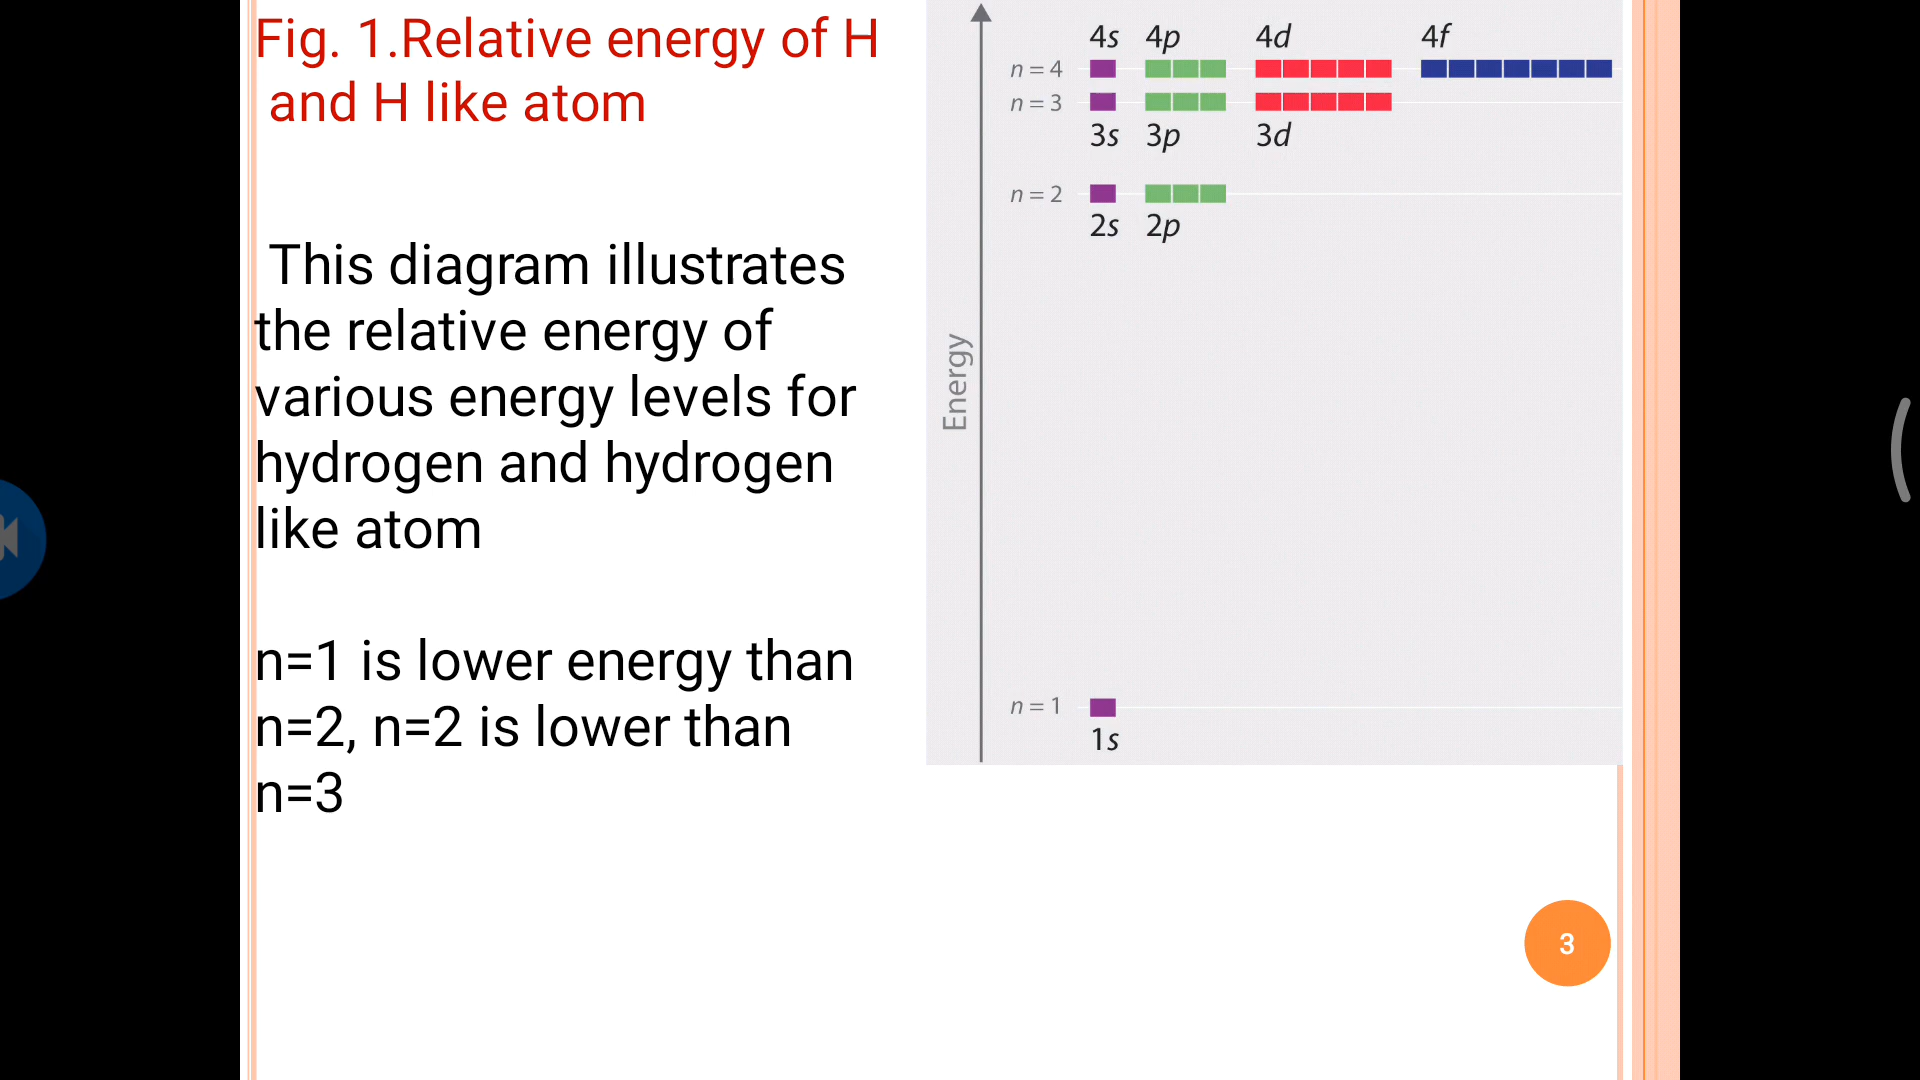 Fig. 1.Relative energy of H
and H like atom
This diagram illustrates
the relative energy of
various energy levels for
hydrogen and hydrogen
like atom
n=1 is lower energy than
n=2, n=2 is lower than
n=3
4s 4p 4d 4f
n = 4
n = 3
3s 3p 3d
n = 2
2s 2p
Energy
n = 1
1s
3